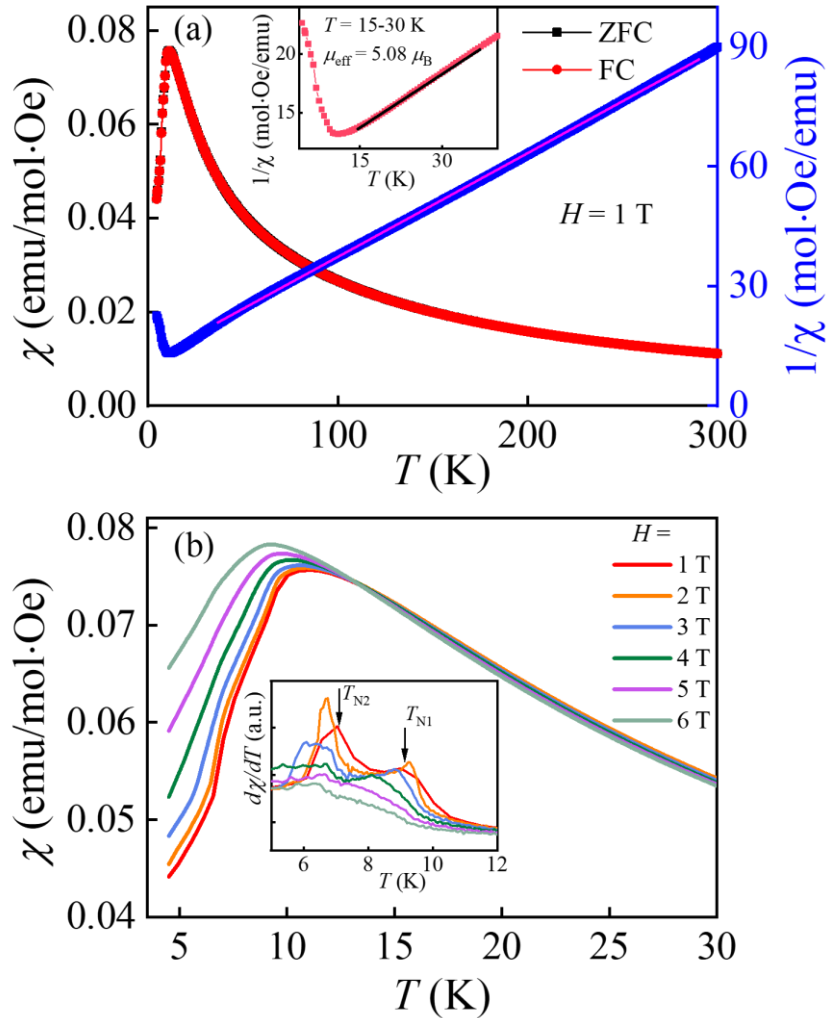 (a)
ZFC
FC
T = 15-30 K
μeff = 5.08 μB
21
18
15
1/χ (mol·Oe/emu)
15
30
T (K)
H = 1 T
0.08
0.06
0.04
0.02
0.00
χ (emu/mol·Oe)
90
60
30
0
1/χ (mol·Oe/emu)
0
100
200
300
T (K)
(b)
H =
1 T
2 T
3 T
4 T
5 T
6 T
0.08
0.07
0.06
0.05
0.04
χ (emu/mol·Oe)
TN2
TN1
dχ/dT (a.u.)
6
8
10
12
T (K)
5
10
15
20
25
30
T (K)